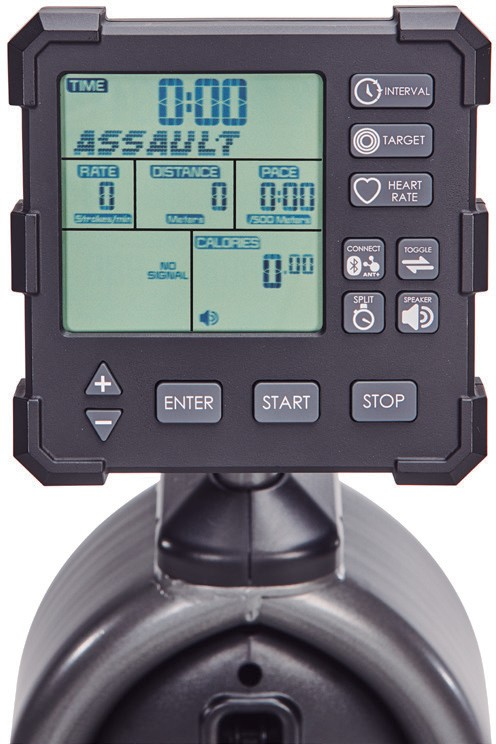 TIME
0:00
ASSAULT
RATE DISTANCE PACE
0 0 0:00
Strokes/min Meters /500 Meters
NO
SIGNAL
CALORIES
0.00
INTERVAL
TARGET
HEART
RATE
CONNECT TOGGLE
ANT+
SPLIT SPEAKER
+
−
ENTER START STOP